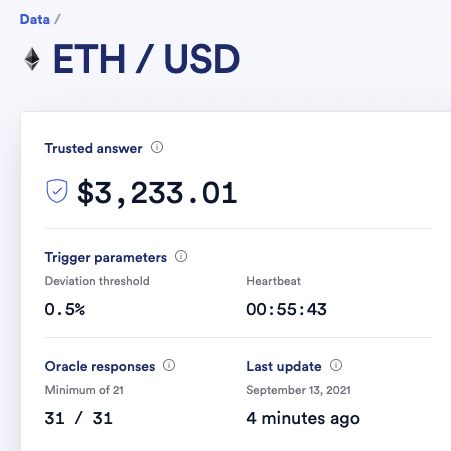 Data /
ETH / USD
Trusted answer
$3,233.01
Trigger parameters
Deviation threshold Heartbeat
0.5% 00:55:43
Oracle responses Last update
Minimum of 21 September 13, 2021
31 / 31 4 minutes ago